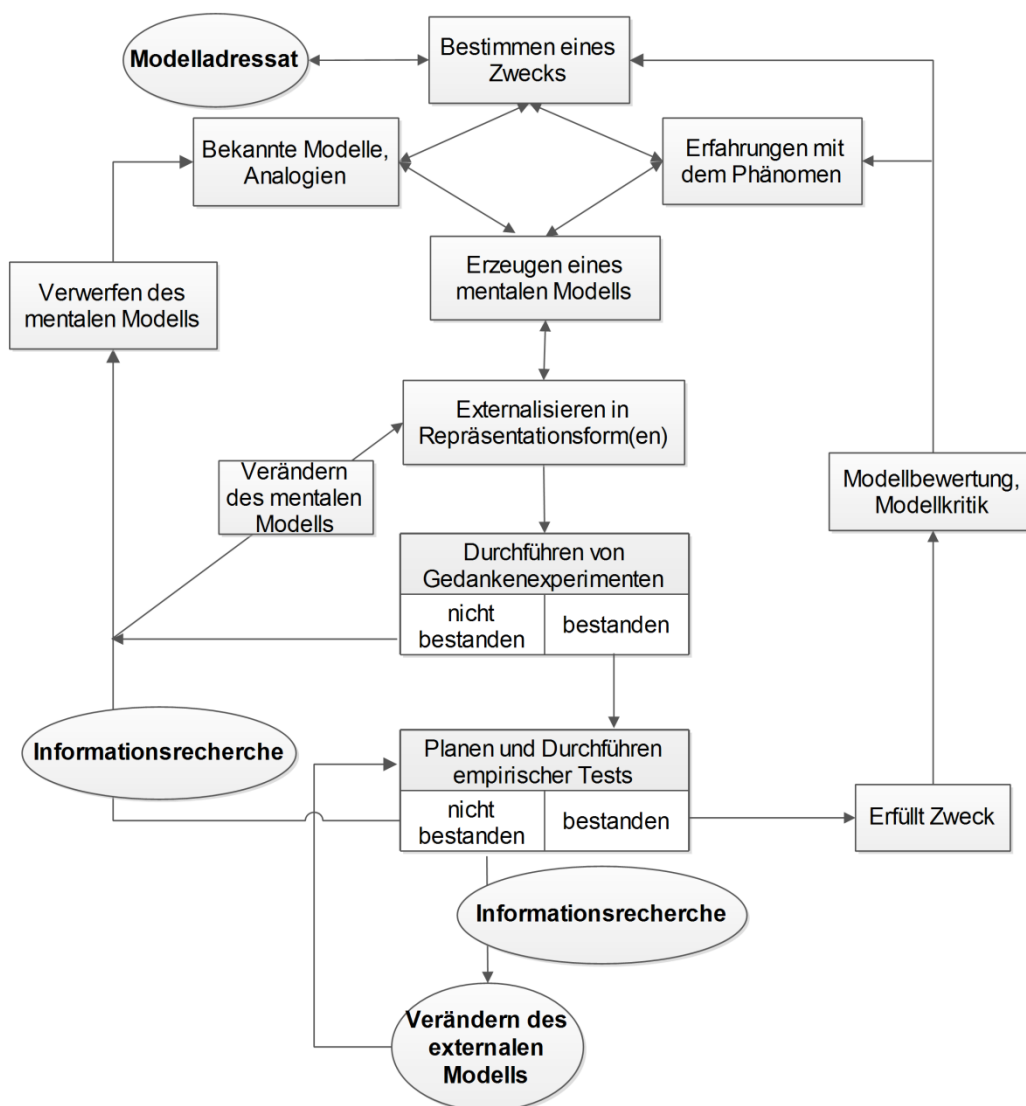 Modelladressat
Bestimmen eines
Zwecks
Bekannte Modelle,
Analogien
Erfahrungen mit
dem Phänomen
Erzeugen eines
mentalen Modells
Verwerfen des
mentalen Modells
Externalisieren in
Repräsentationsform(en)
Verändern
des mentalen
Modells
Modellbewertung,
Modellkritik
Durchführen von
Gedankenexperimenten
nicht
bestanden
bestanden
Informationsrecherche
Planen und Durchführen
empirischer Tests
nicht
bestanden
bestanden
Erfüllt Zweck
Informationsrecherche
Verändern des
externalen
Modells